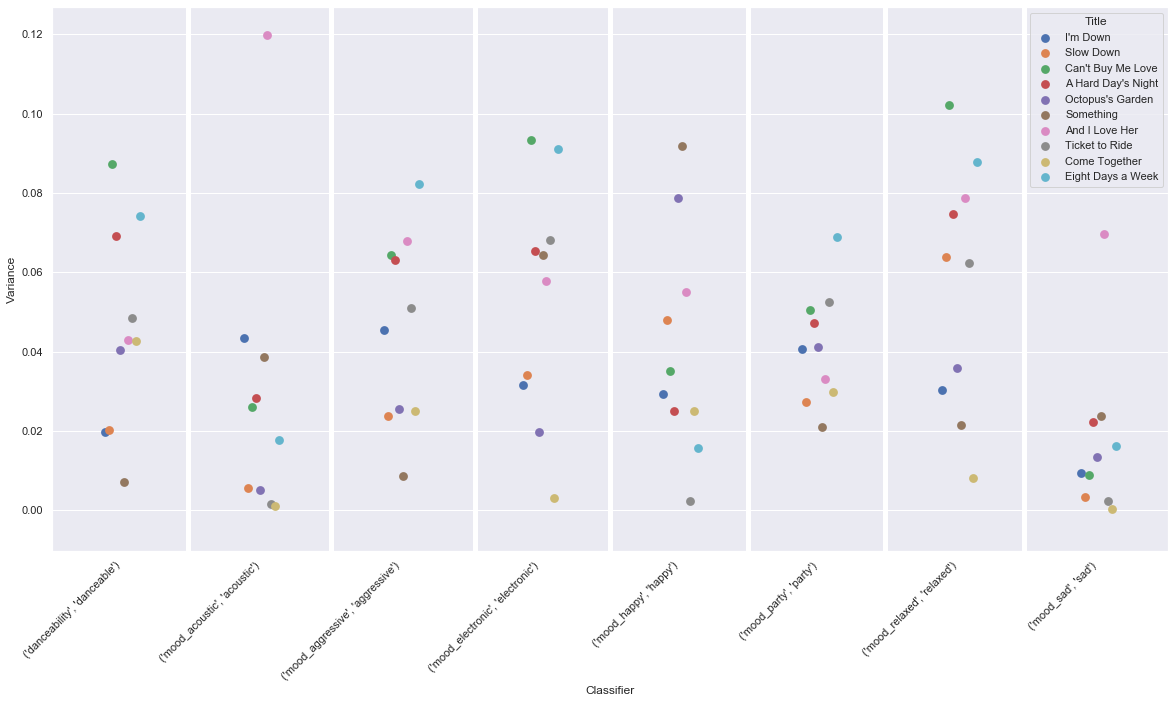 0.12
0.10
0.08
0.06
0.04
0.02
0.00
Variance
Title
I'm Down
Slow Down
Can't Buy Me Love
A Hard Day's Night
Octopus's Garden
Something
And I Love Her
Ticket to Ride
Come Together
Eight Days a Week
('danceability', 'danceable')
('mood_acoustic', 'acoustic')
('mood_aggressive', 'aggressive')
('mood_electronic', 'electronic')
('mood_happy', 'happy')
('mood_party', 'party')
('mood_relaxed', 'relaxed')
('mood_sad', 'sad')
Classifier